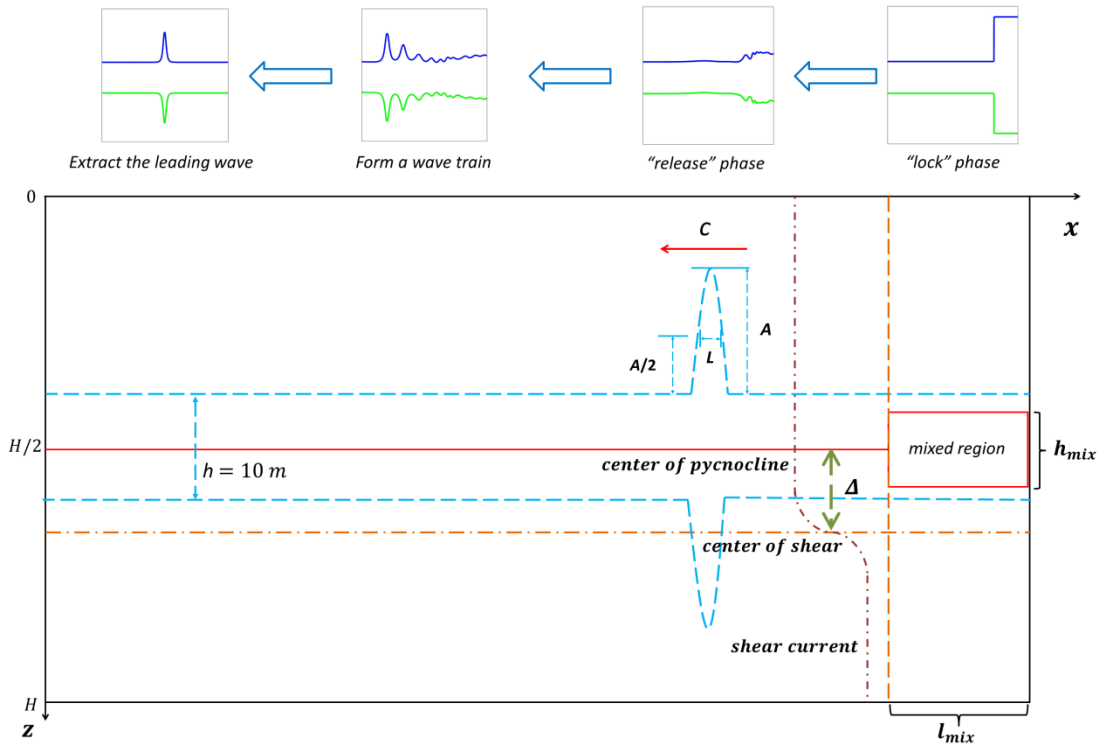 Extract the leading wave
Form a wave train
"release" phase
"lock" phase
0
x
C
A
A/2
L
H/2
h = 10 m
center of pycnocline
Δ
mixed region
h_mix
center of shear
shear current
H
z
l_mix